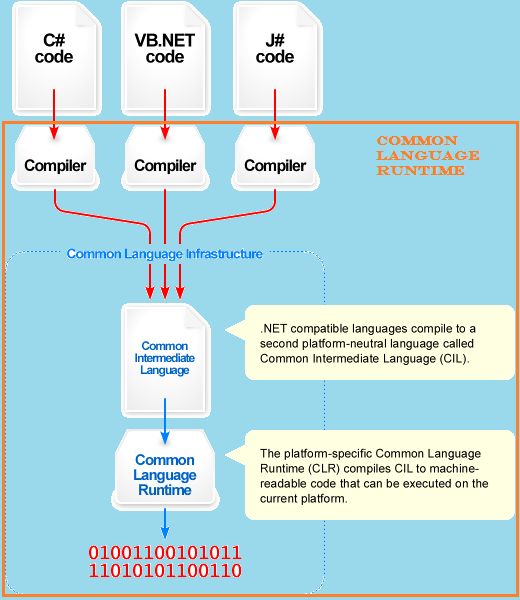 C#
code
VB.NET
code
J#
code
Compiler
Compiler
Compiler
COMMON
LANGUAGE
RUNTIME
Common Language Infrastructure
Common
Intermediate
Language
.NET compatible languages compile to a
second platform-neutral language called
Common Intermediate Language (CIL).
Common
Language
Runtime
The platform-specific Common Language
Runtime (CLR) compiles CIL to machine-
readable code that can be executed on the
current platform.
01001100101011
11010101100110